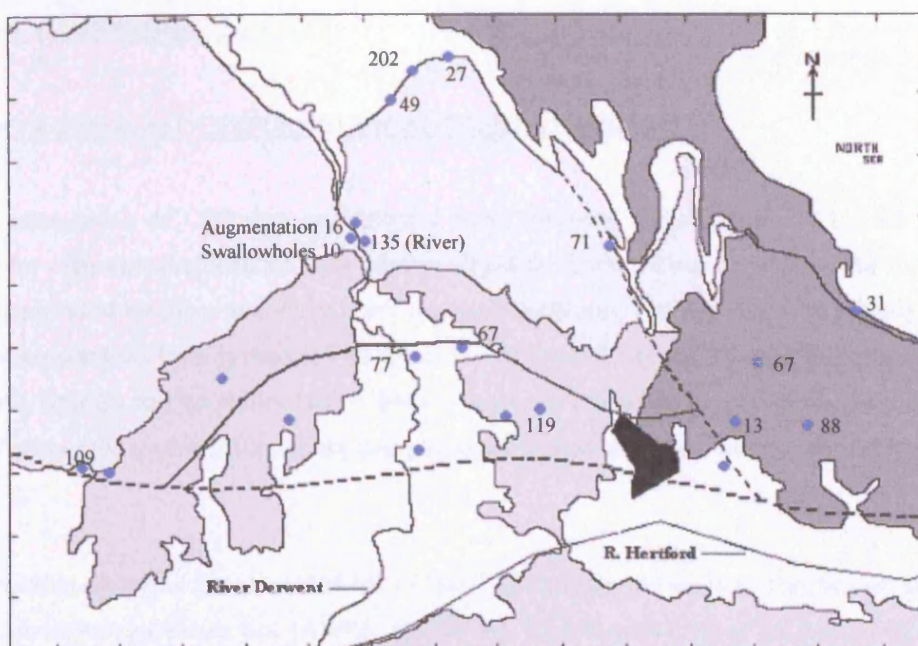 202
27
49
N
NORTH
SEA
Augmentation 16
135 (River)
Swallowholes 19
71
31
67
77
67
119
13
88
109
R. Hertford
River Derwent